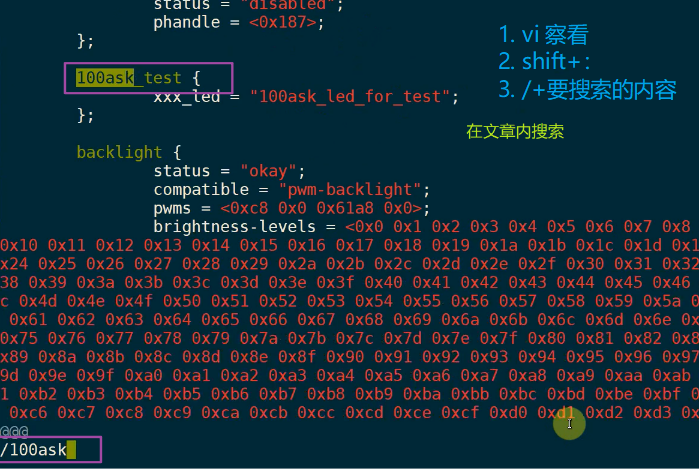 status = "disabled";
phandle = <0x187>;
};
1. vi 察看
2. shift+:
3. /+要搜索的内容
100ask_test {
xxx_led = "100ask_led_for_test";
};
在文章内搜索
backlight {
status = "okay";
compatible = "pwm-backlight";
pwms = <0xc8 0x0 0x61a8 0x0>;
brightness-levels = <0x0 0x1 0x2 0x3 0x4 0x5 0x6 0x7 0x8
0x10 0x11 0x12 0x13 0x14 0x15 0x16 0x17 0x18 0x19 0x1a 0x1b 0x1c 0x1d 0x1
x24 0x25 0x26 0x27 0x28 0x29 0x2a 0x2b 0x2c 0x2d 0x2e 0x2f 0x30 0x31 0x32
38 0x39 0x3a 0x3b 0x3c 0x3d 0x3e 0x3f 0x40 0x41 0x42 0x43 0x44 0x45 0x46
c 0x4d 0x4e 0x4f 0x50 0x51 0x52 0x53 0x54 0x55 0x56 0x57 0x58 0x59 0x5a 0
0x61 0x62 0x63 0x64 0x65 0x66 0x67 0x68 0x69 0x6a 0x6b 0x6c 0x6d 0x6e 0x
0x75 0x76 0x77 0x78 0x79 0x7a 0x7b 0x7c 0x7d 0x7e 0x7f 0x80 0x81 0x82 0x8
x89 0x8a 0x8b 0x8c 0x8d 0x8e 0x8f 0x90 0x91 0x92 0x93 0x94 0x95 0x96 0x97
9d 0x9e 0x9f 0xa0 0xa1 0xa2 0xa3 0xa4 0xa5 0xa6 0xa7 0xa8 0xa9 0xaa 0xab
1 0xb2 0xb3 0xb4 0xb5 0xb6 0xb7 0xb8 0xb9 0xba 0xbb 0xbc 0xbd 0xbe 0xbf 0
0xc6 0xc7 0xc8 0xc9 0xca 0xcb 0xcc 0xcd 0xce 0xcf 0xd0 0xd1 0xd2 0xd3 0x
@@@
/100ask